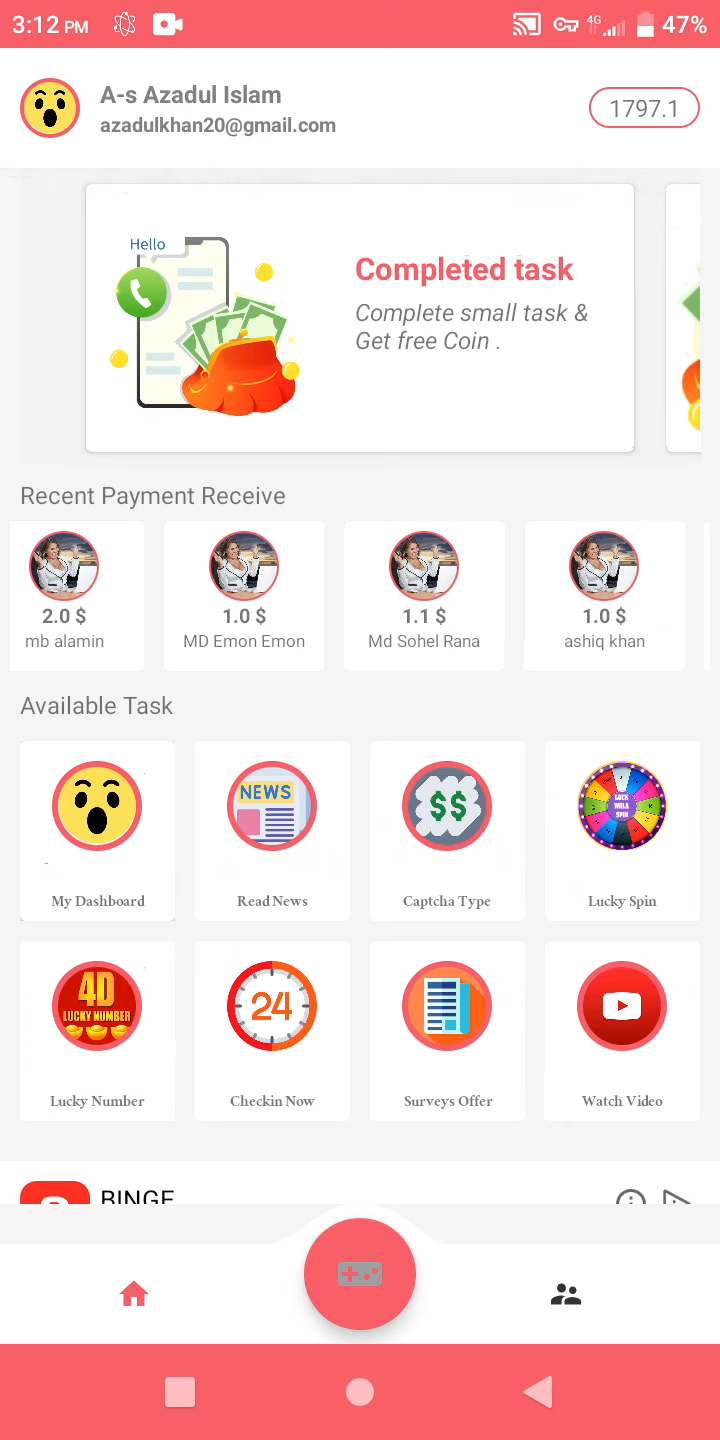 3:12 PM
4G
47%
A-s Azadul Islam
azadulkhan20@gmail.com
1797.1
Hello
Completed task
Complete small task &
Get free Coin .
Recent Payment Receive
2.0 $
1.0 $
1.1 $
1.0 $
mb alamin
MD Emon Emon
Md Sohel Rana
ashiq khan
Available Task
NEWS
$$
LUCK
WALA
SPIN
My Dashboard
Read News
Captcha Type
Lucky Spin
4D
LUCKY NUMBER
24
Lucky Number
Checkin Now
Surveys Offer
Watch Video
BINGE